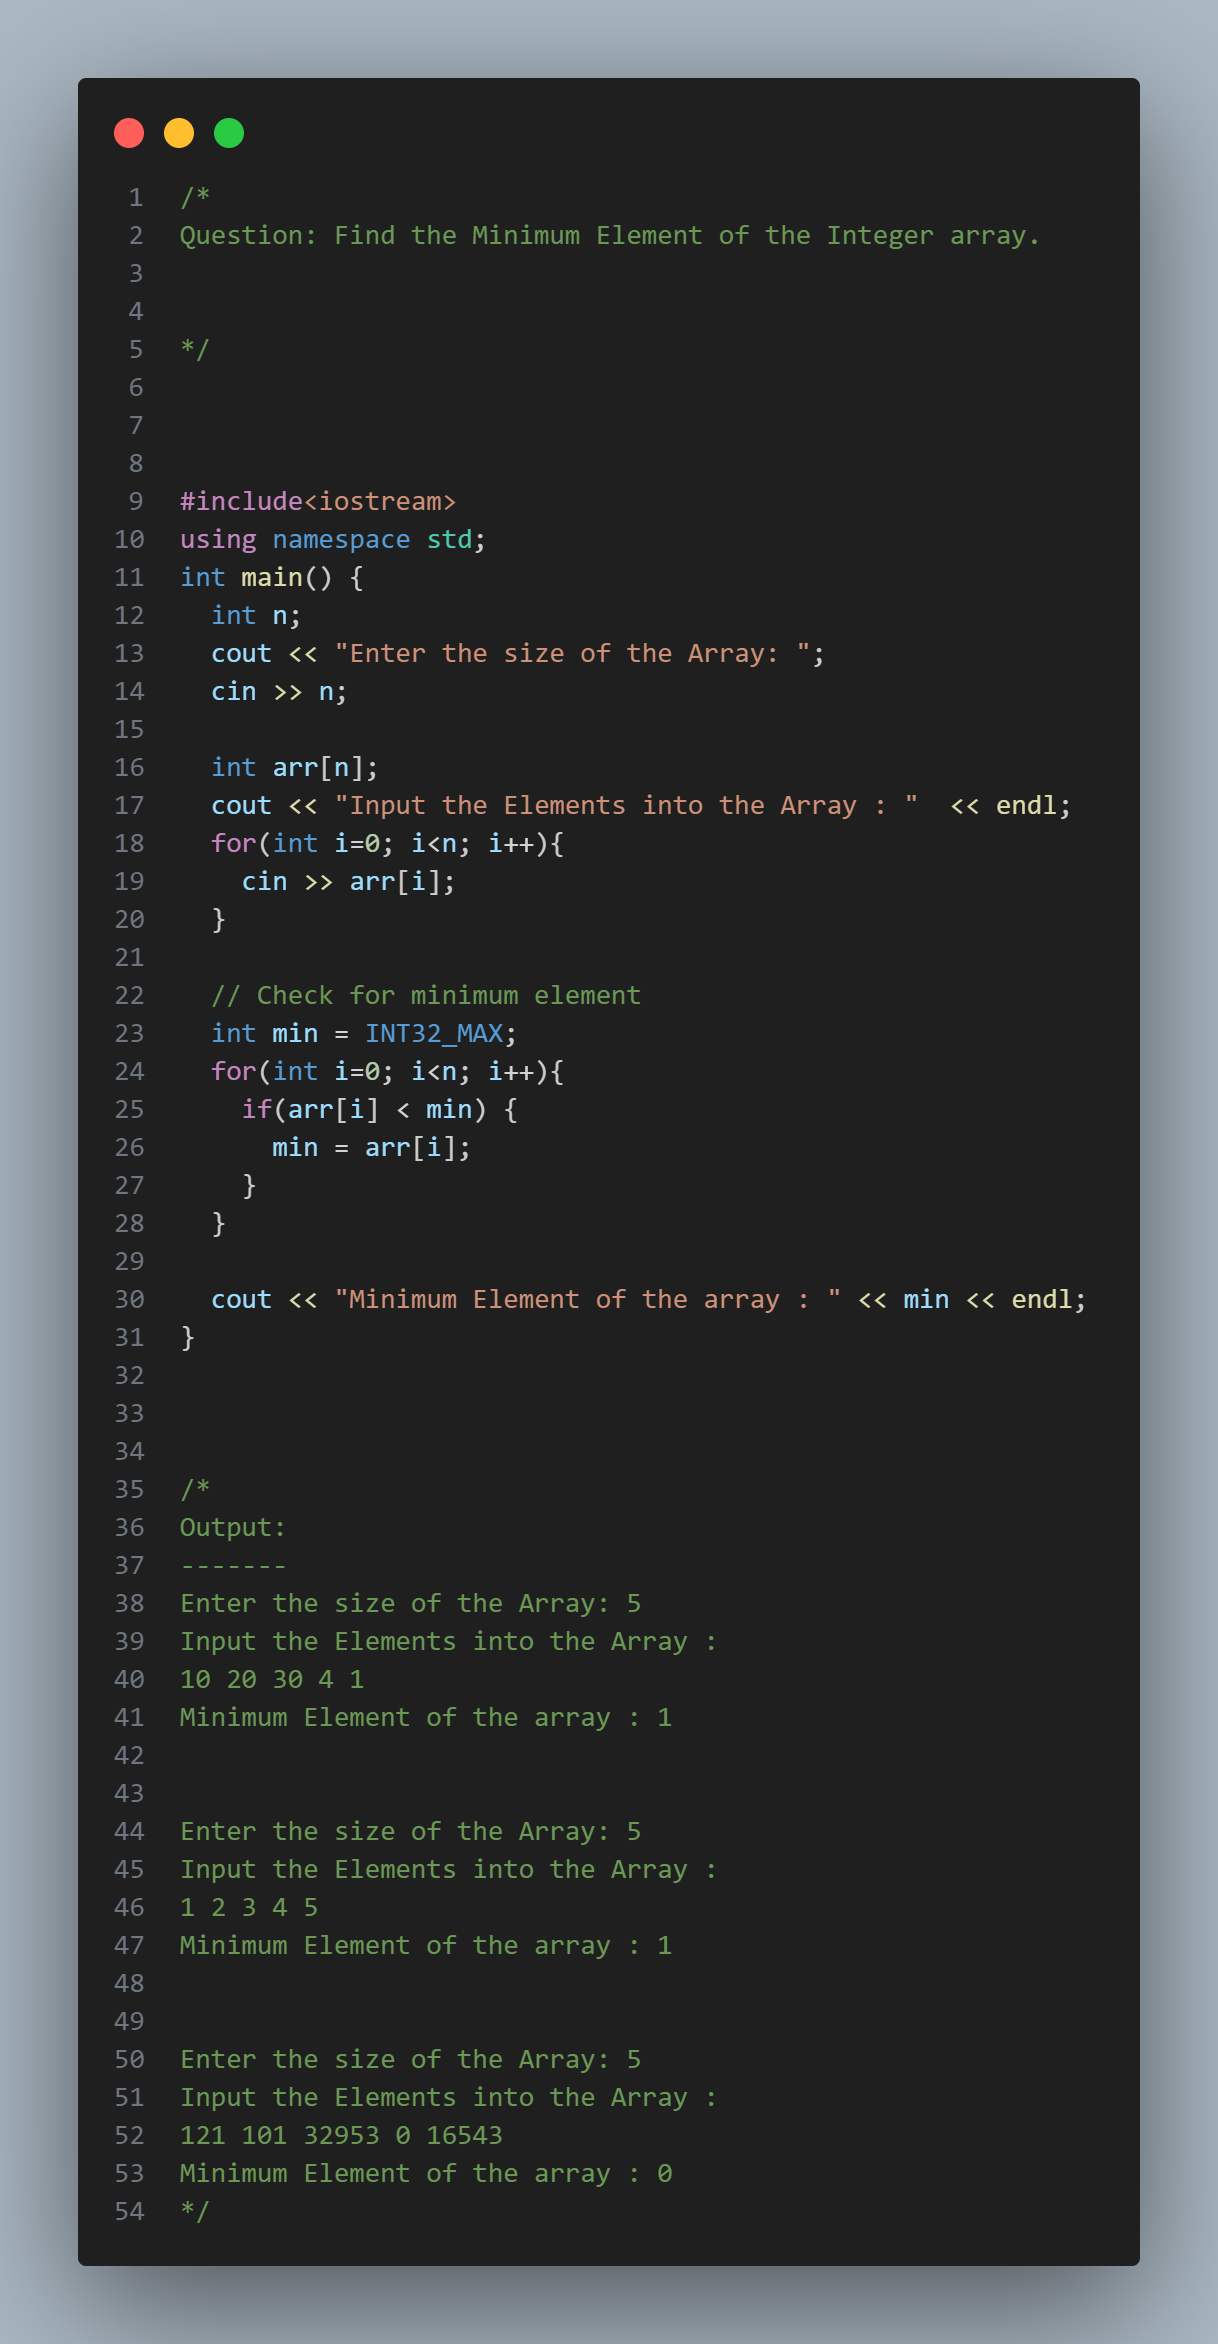 1 /*
2 Question: Find the Minimum Element of the Integer array.
3
4
5 */
6
7
8
9 #include<iostream>
10 using namespace std;
11 int main() {
12   int n;
13   cout << "Enter the size of the Array: ";
14   cin >> n;
15
16   int arr[n];
17   cout << "Input the Elements into the Array : "  << endl;
18   for(int i=0; i<n; i++){
19     cin >> arr[i];
20   }
21
22   // Check for minimum element
23   int min = INT32_MAX;
24   for(int i=0; i<n; i++){
25     if(arr[i] < min) {
26       min = arr[i];
27     }
28   }
29
30   cout << "Minimum Element of the array : " << min << endl;
31 }
32
33
34
35 /*
36 Output:
37 -------
38 Enter the size of the Array: 5
39 Input the Elements into the Array :
40 10 20 30 4 1
41 Minimum Element of the array : 1
42
43
44 Enter the size of the Array: 5
45 Input the Elements into the Array :
46 1 2 3 4 5
47 Minimum Element of the array : 1
48
49
50 Enter the size of the Array: 5
51 Input the Elements into the Array :
52 121 101 32953 0 16543
53 Minimum Element of the array : 0
54 */